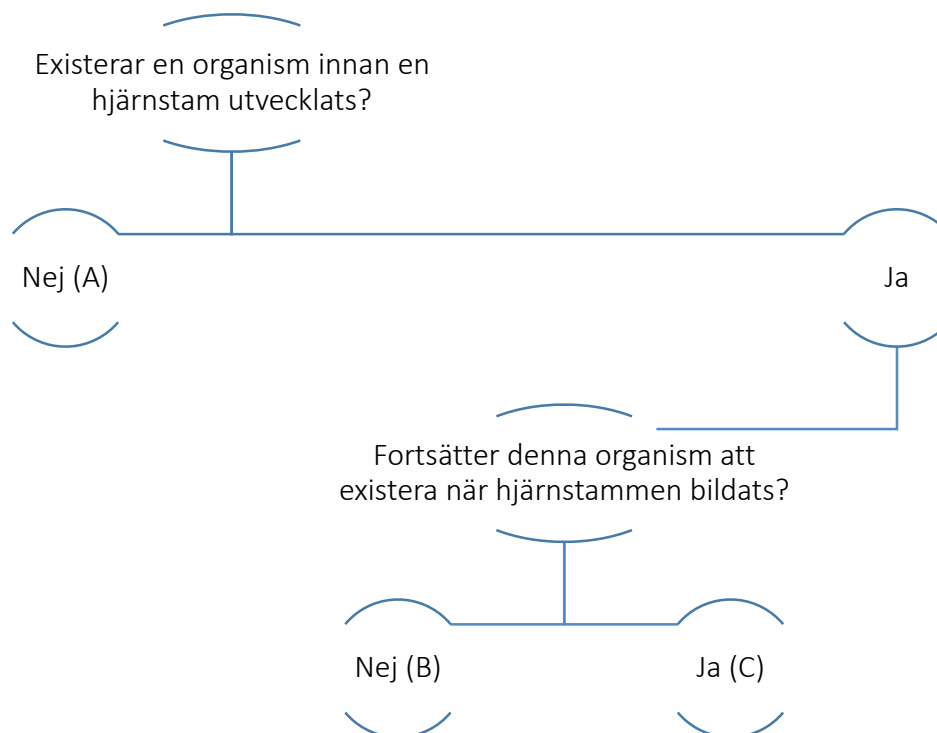 Existerar en organism innan en
hjärnstam utvecklats?
Nej (A)
Ja
Fortsätter denna organism att
existera när hjärnstammen bildats?
Nej (B)
Ja (C)